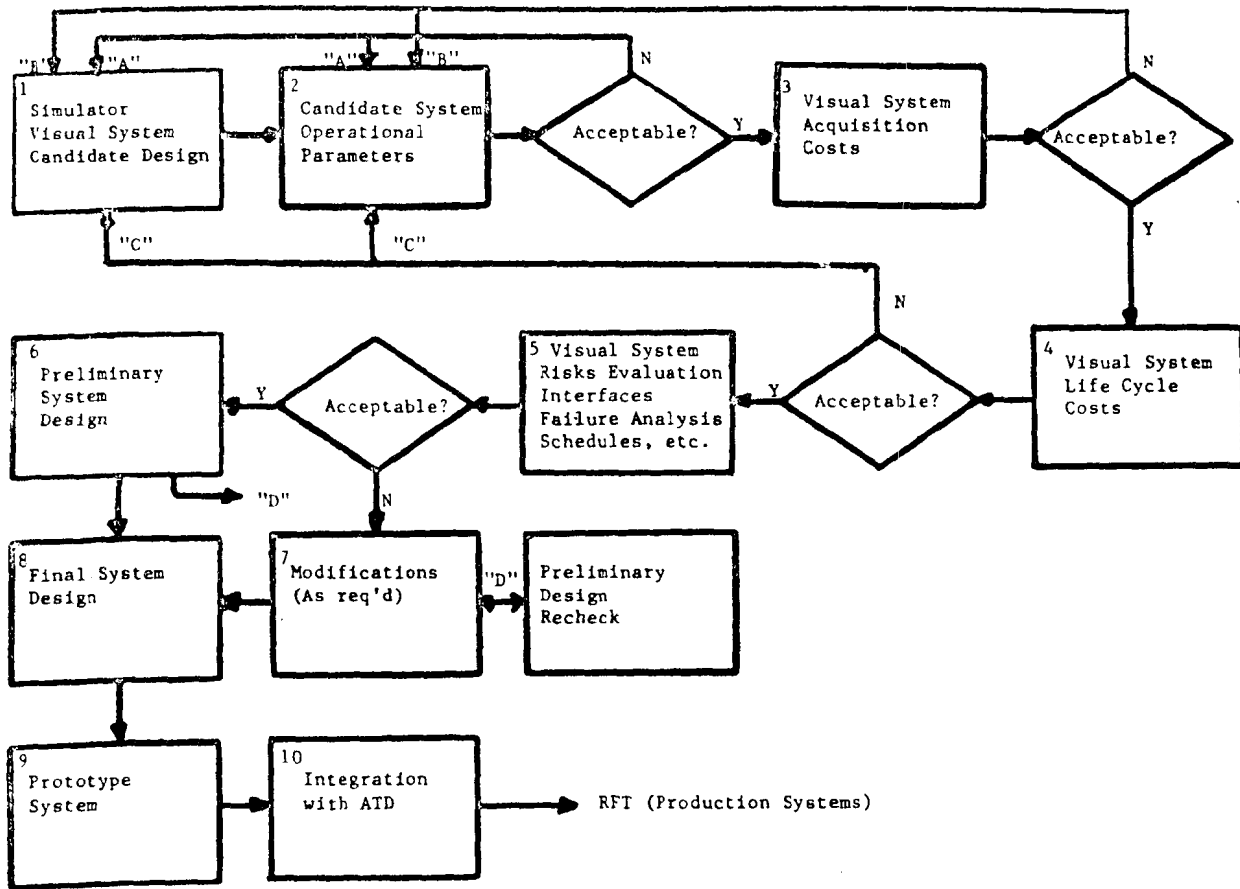 "B"
"A"
"A"
"B"
N
N
1
Simulator
Visual System
Candidate Design
2
Candidate System
Operational
Parameters
Acceptable?
Y
3
Visual System
Acquisition
Costs
Acceptable?
Y
"C"
"C"
N
6
Preliminary
System
Design
Y
Acceptable?
5 Visual System
Risks Evaluation
Interfaces
Failure Analysis
Schedules, etc.
Y
Acceptable?
4
Visual System
Life Cycle
Costs
"D"
N
8
Final System
Design
7
Modifications
(As req'd)
"D"
Preliminary
Design
Recheck
9
Prototype
System
10
Integration
with ATD
RFT (Production Systems)